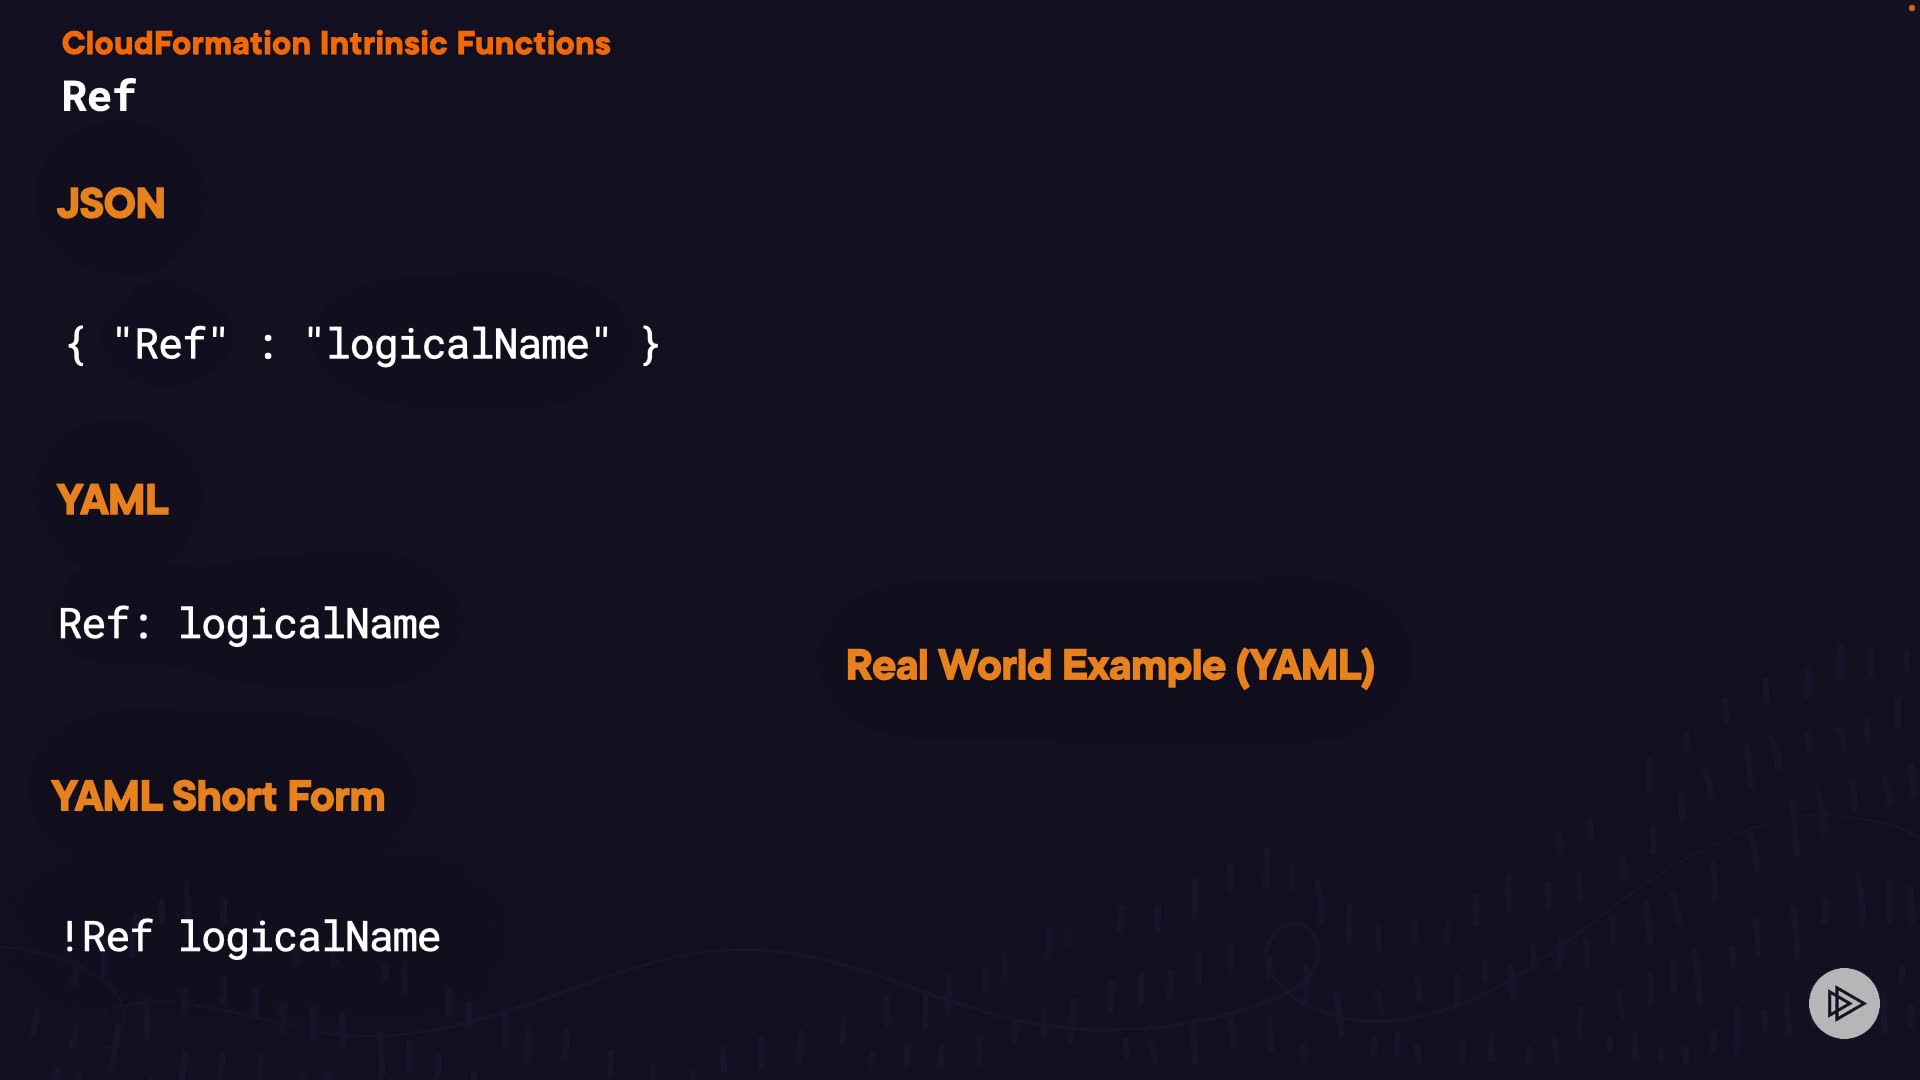 CloudFormation Intrinsic Functions
Ref
JSON
{ "Ref" : "logicalName" }
YAML
Ref: logicalName
Real World Example (YAML)
YAML Short Form
!Ref logicalName